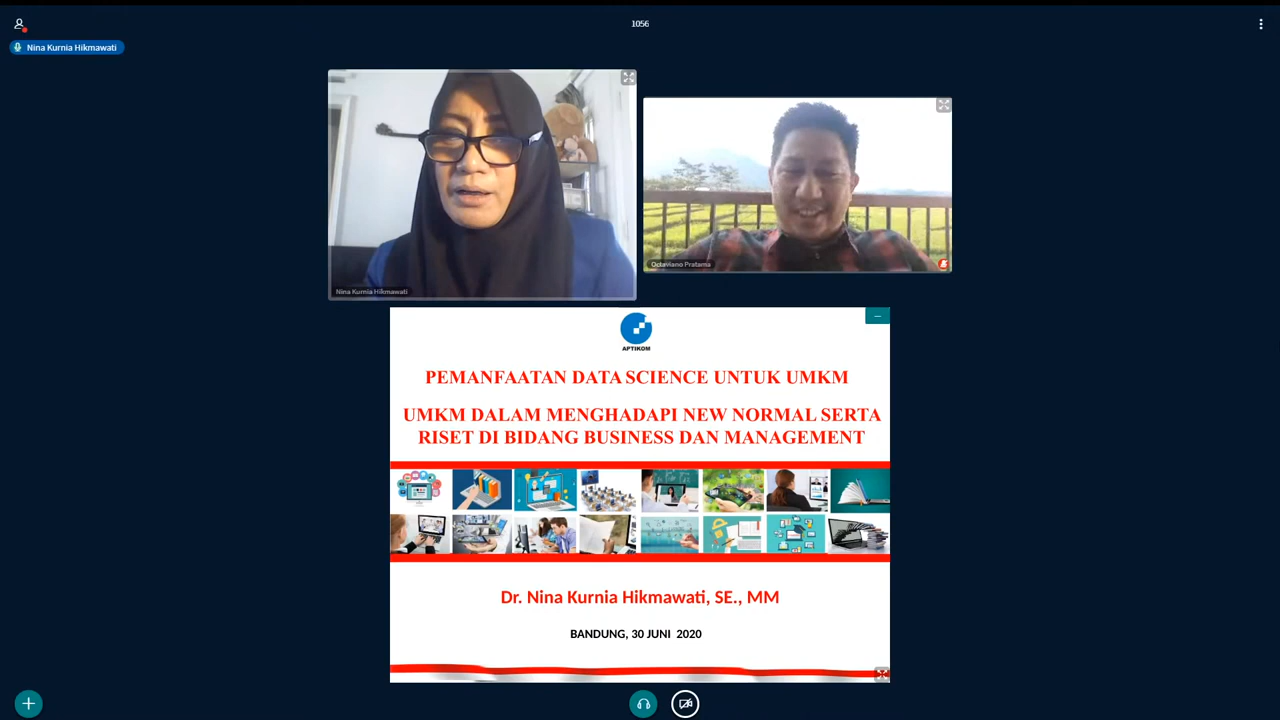 1056
Nina Kurnia Hikmawati
Nina Kurnia Hikmawati
Octaviano Pratama
APTIKOM
PEMANFAATAN DATA SCIENCE UNTUK UMKM
UMKM DALAM MENGHADAPI NEW NORMAL SERTA
RISET DI BIDANG BUSINESS DAN MANAGEMENT
Dr. Nina Kurnia Hikmawati, SE., MM
BANDUNG, 30 JUNI 2020